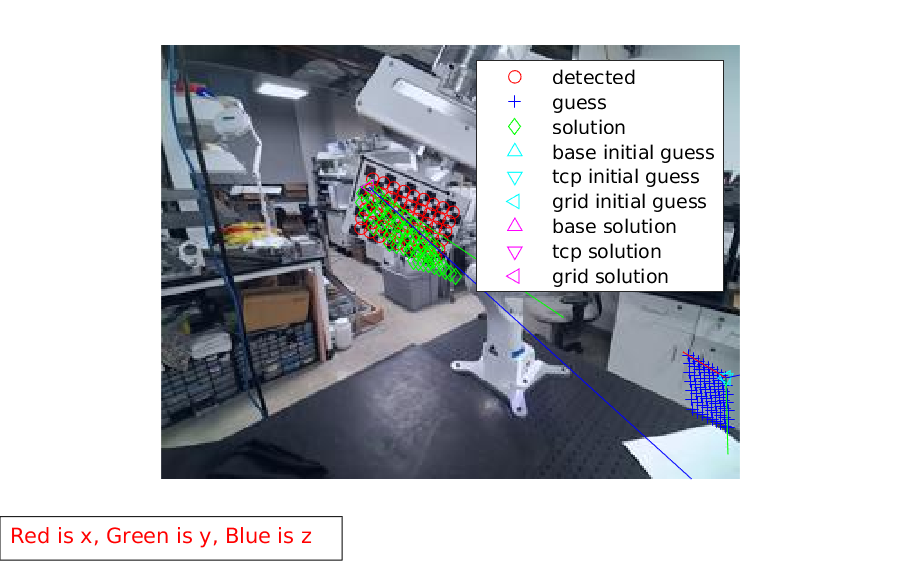 detected
guess
solution
base initial guess
tcp initial guess
grid initial guess
base solution
tcp solution
grid solution
Red is x, Green is y, Blue is z